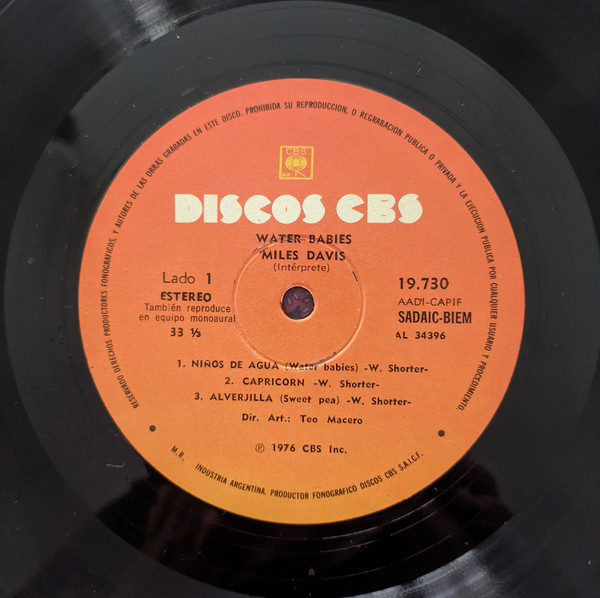 RESERVADO DERECHOS PRODUCTORES FONOGRAFICOS, Y AUTORES DE LAS OBRAS GRABADAS EN ESTE DISCO. PROHIBIDA SU REPRODUCCION, O REGRABACION PUBLICA O PRIVADA Y LA EJECUCION PUBLICA POR CUALQUIER USUARIO Y PROCEDIMIENTO.
CBS
DISCOS CBS
WATER BABIES
MILES DAVIS
(Intérprete)
Lado 1
ESTEREO
También reproduce
en equipo monoaural
33 ⅓
19.730
AADI-CAPIF
SADAIC-BIEM
AL 34396
1. NIÑOS DE AGUA (Water babies) -W. Shorter-
2. CAPRICORN -W. Shorter-
3. ALVERJILLA (Sweet pea) -W. Shorter-
Dir. Art.: Teo Macero
℗ 1976 CBS Inc.
M.R. INDUSTRIA ARGENTINA. PRODUCTOR FONOGRAFICO DISCOS CBS S.A.I.C.F.